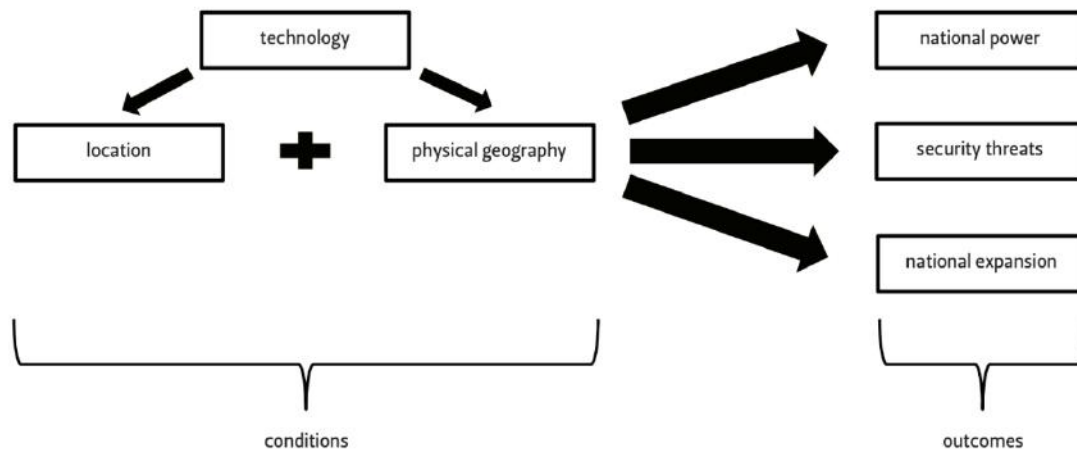 technology
national power
location
physical geography
security threats
national expansion
conditions
outcomes